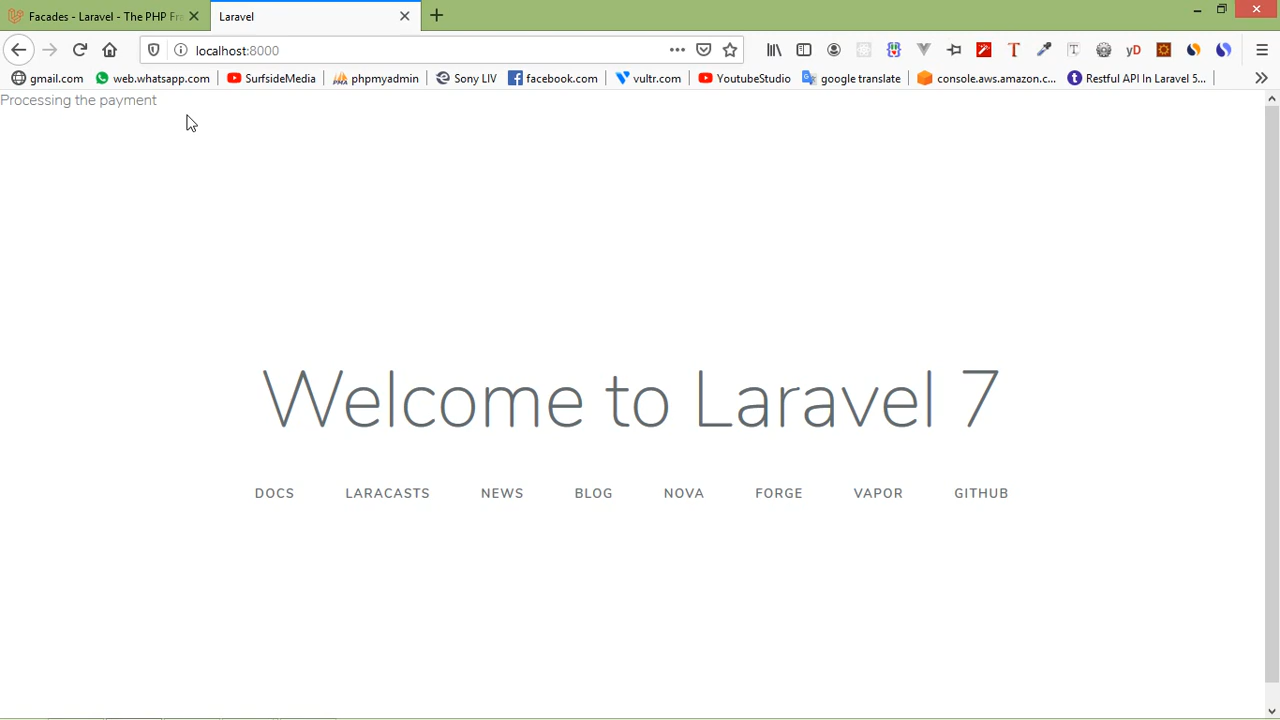 Facades - Laravel - The PHP Fra
Laravel
localhost:8000
gmail.com web.whatsapp.com SurfsideMedia phpmyadmin Sony LIV facebook.com vultr.com YoutubeStudio google translate console.aws.amazon.c... Restful API In Laravel 5...
Processing the payment
Welcome to Laravel 7
DOCS LARACASTS NEWS BLOG NOVA FORGE VAPOR GITHUB